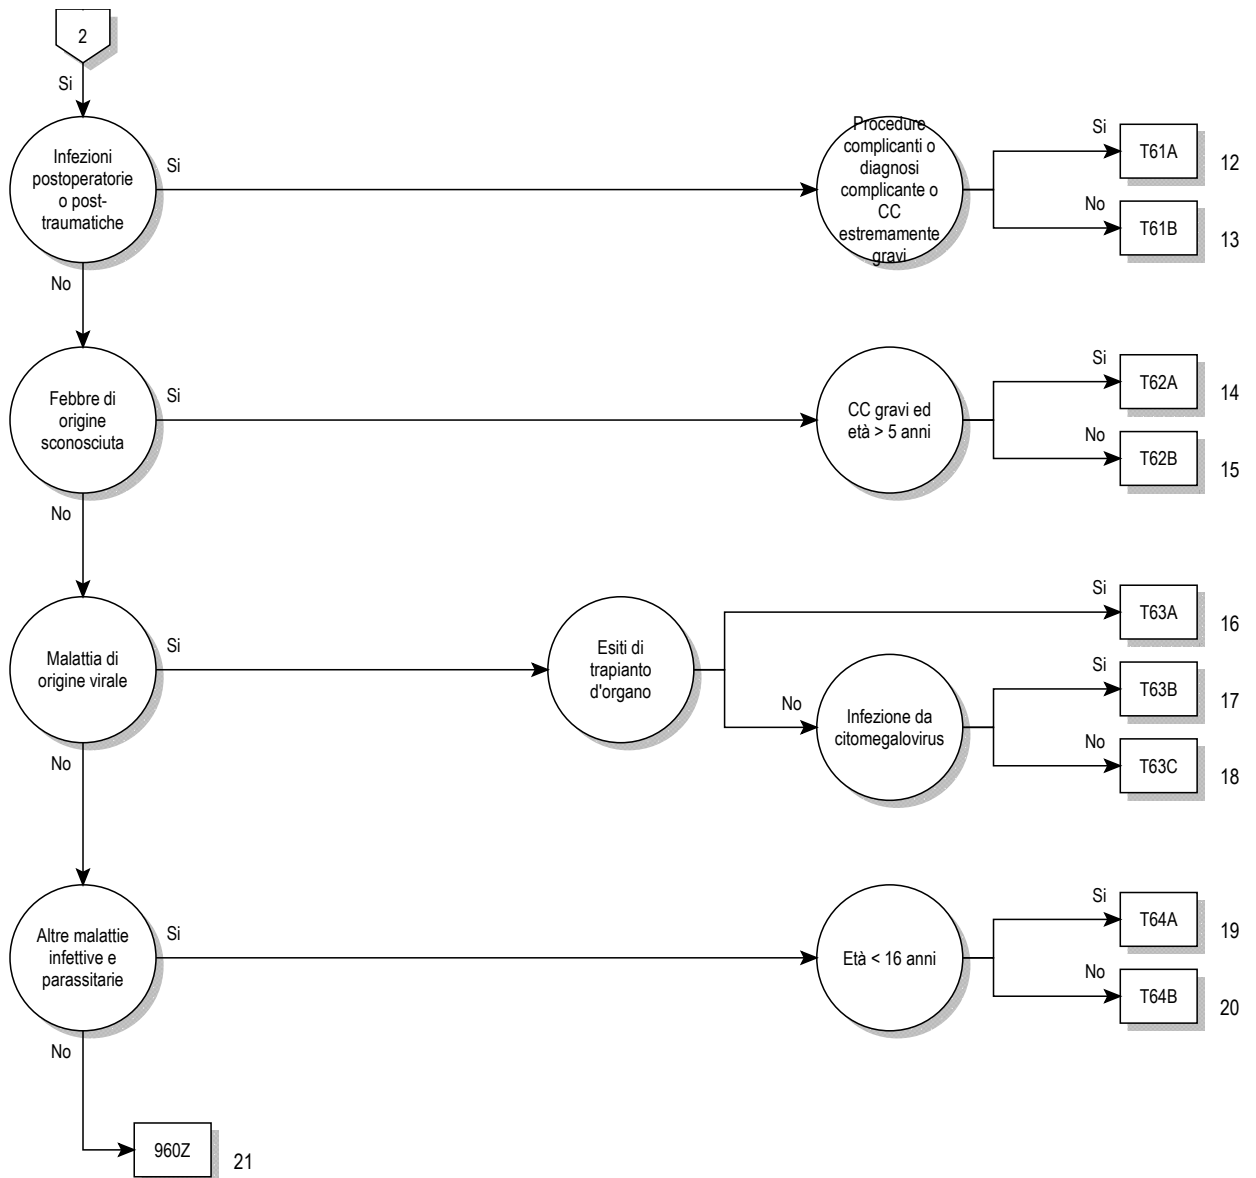 2
Si
Infezioni
postoperatorie
o post-
traumatiche
Si
Procedure
complicanti o
diagnosi
complicante o
CC
estremamente
gravi
Si
T61A
12
No
T61B
13
No
Febbre di
origine
sconosciuta
Si
CC gravi ed
età > 5 anni
Si
T62A
14
No
T62B
15
No
Malattia di
origine virale
Si
Esiti di
trapianto
d'organo
Si
T63A
16
No
Infezione da
citomegalovirus
Si
T63B
17
No
T63C
18
No
Altre malattie
infettive e
parassitarie
Si
Età < 16 anni
Si
T64A
19
No
T64B
20
No
960Z
21